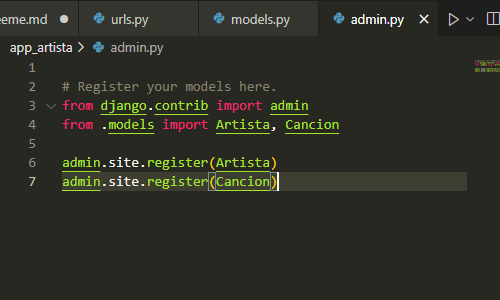 eme.md urls.py models.py admin.py
app_artista > admin.py
1
2 # Register your models here.
3 from django.contrib import admin
4 from .models import Artista, Cancion
5
6 admin.site.register(Artista)
7 admin.site.register(Cancion)